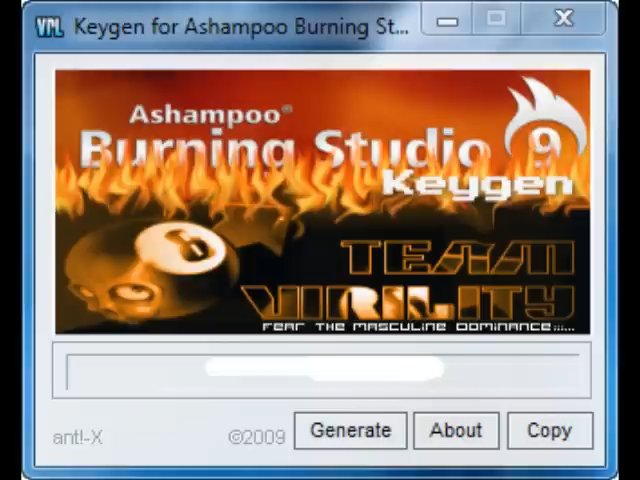 VPL Keygen for Ashampoo Burning St...
Ashampoo®
Burning Studio 9
Keygen
TEAM
VIRILITY
FEAR THE MASCULINE DOMINANCE::...
ant!-X ©2009 Generate About Copy